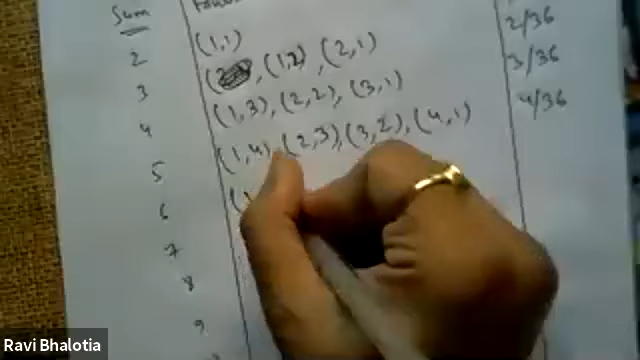 Sum
2 (1,1)
3 , (1,2), (2,1) 2/36
4 (1,3), (2,2), (3,1) 3/36
5 (1,4), (2,3), (3,2), (4,1) 4/36
6 (1
7
8
9
Ravi Bhalotia